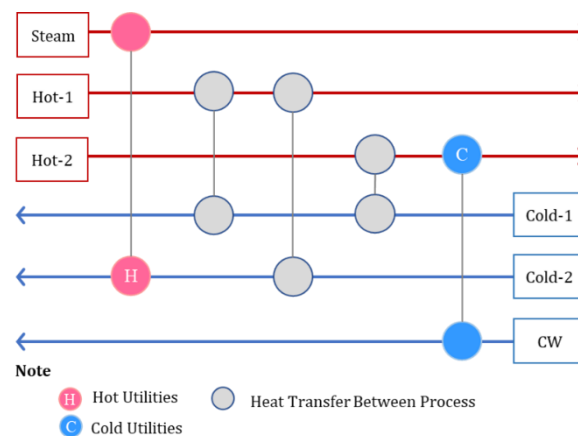 Steam
Hot-1
Hot-2
C
Cold-1
H
Cold-2
CW
Note
H Hot Utilities
Heat Transfer Between Process
C Cold Utilities